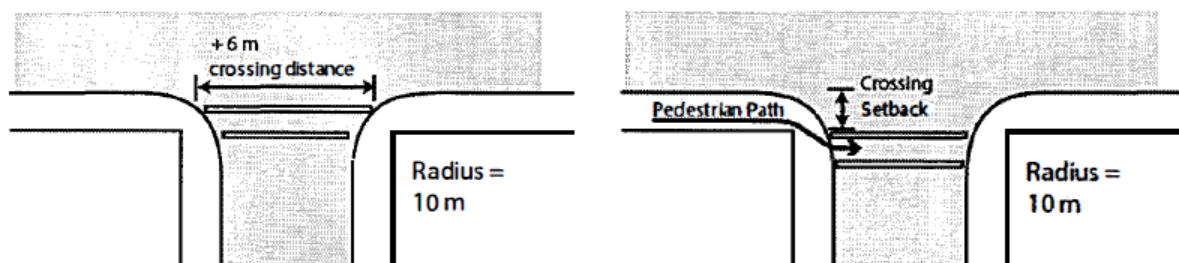 + 6 m
crossing distance
Radius =
10 m
Crossing
Setback
Pedestrian Path
Radius =
10 m